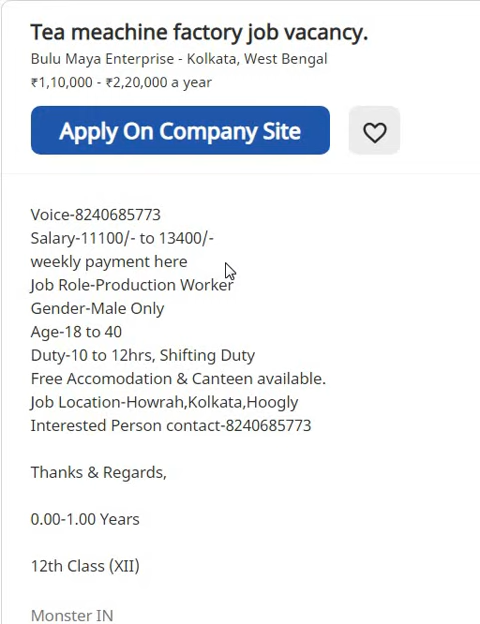 Tea meachine factory job vacancy.
Bulu Maya Enterprise - Kolkata, West Bengal
₹1,10,000 - ₹2,20,000 a year
Apply On Company Site
Voice-8240685773
Salary-11100/- to 13400/-
weekly payment here
Job Role-Production Worker
Gender-Male Only
Age-18 to 40
Duty-10 to 12hrs, Shifting Duty
Free Accomodation & Canteen available.
Job Location-Howrah,Kolkata,Hoogly
Interested Person contact-8240685773
Thanks & Regards,
0.00-1.00 Years
12th Class (XII)
Monster IN